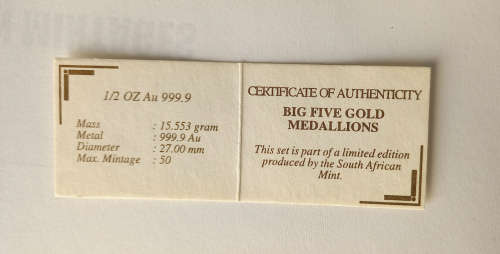 1/2 OZ Au 999.9
Mass : 15.553 gram
Metal : 999.9 Au
Diameter : 27.00 mm
Max. Mintage : 50
CERTIFICATE OF AUTHENTICITY
BIG FIVE GOLD
MEDALLIONS
This set is part of a limited edition
produced by the South African
Mint.